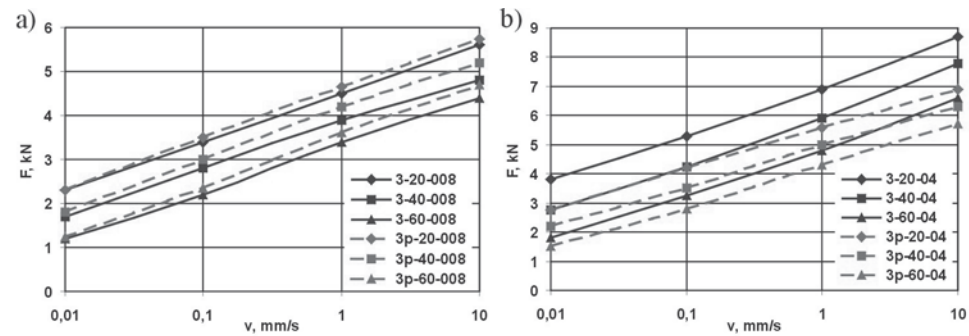 a)
6
5
4
3
2
1
0
F, kN
0,01 0,1 1 10
v, mm/s
3-20-008
3-40-008
3-60-008
3p-20-008
3p-40-008
3p-60-008
b)
9
8
7
6
5
4
3
2
1
0
F, kN
0,01 0,1 1 10
v, mm/s
3-20-04
3-40-04
3-60-04
3p-20-04
3p-40-04
3p-60-04